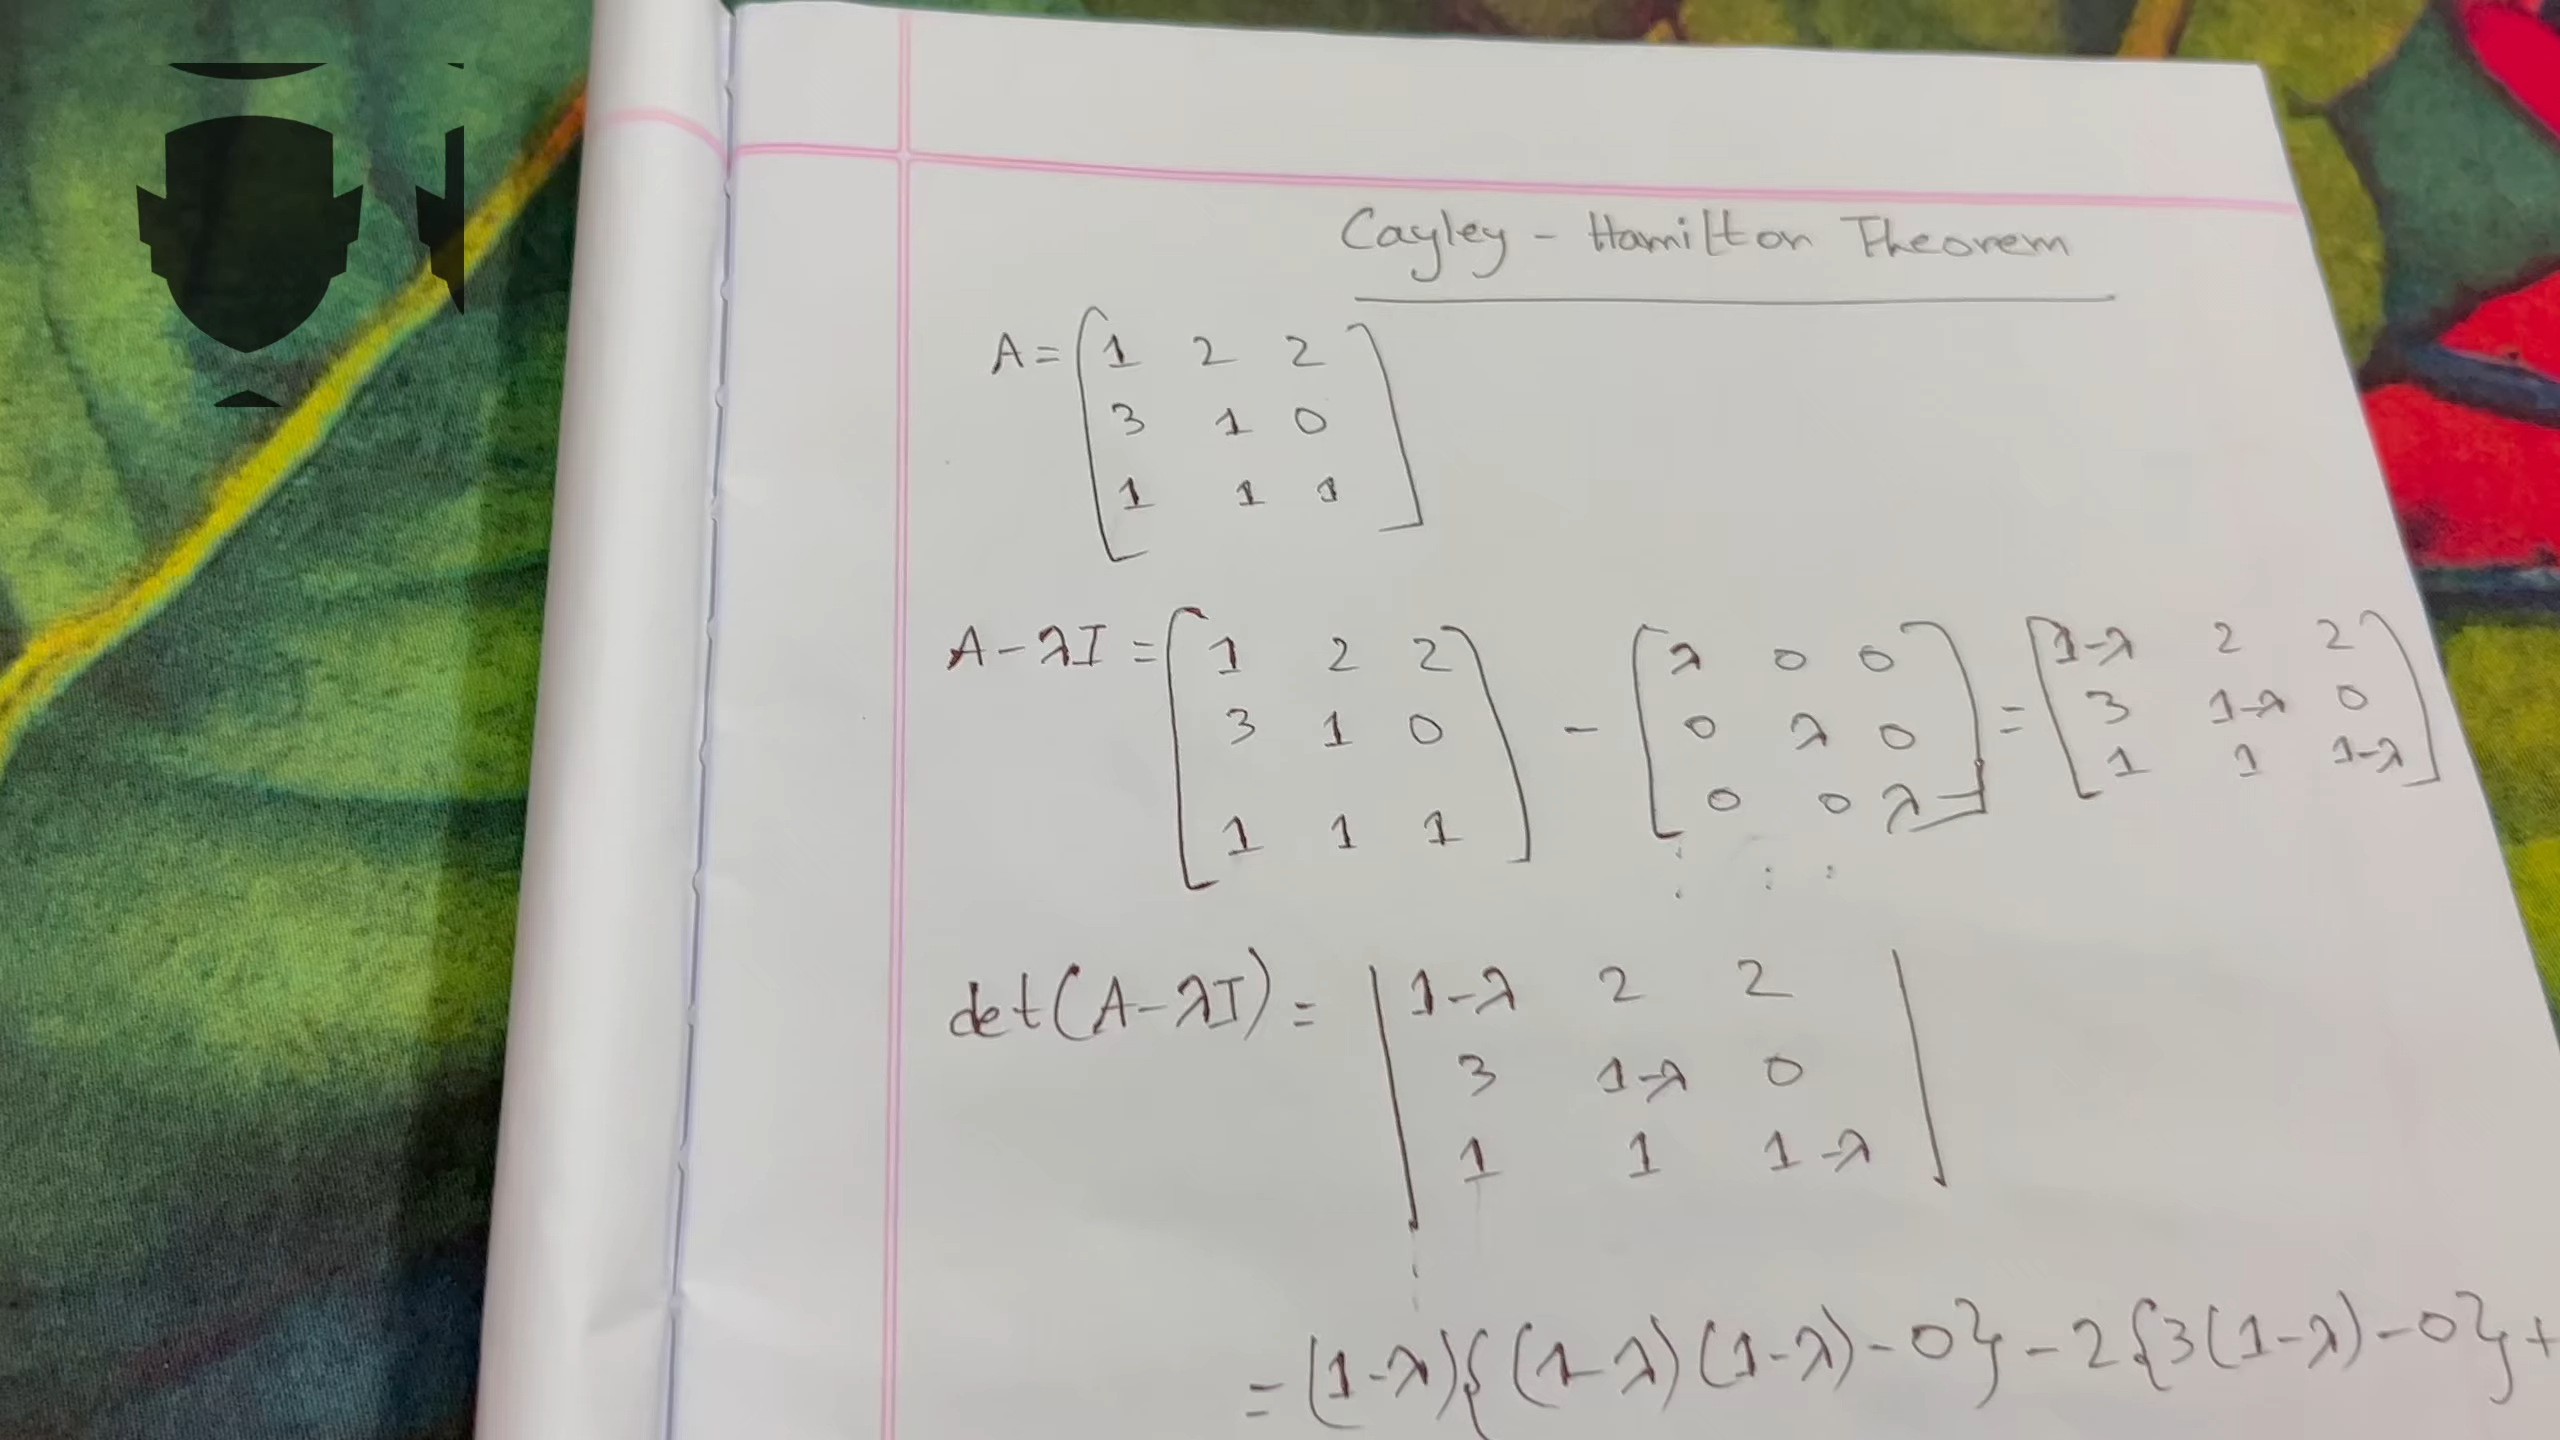 Cayley - Hamilton Theorem
A = [1 2 2
3 1 0
1 1 1]
A-λI = [1 2 2 - [λ 0 0 = [1-λ 2 2
3 1 0 0 λ 0 3 1-λ 0
1 1 1] 0 0 λ] 1 1 1-λ]
det(A-λI) = | 1-λ 2 2 |
3 1-λ 0
1 1 1-λ
= (1-λ){(1-λ)(1-λ)-0} - 2{3(1-λ)-0} +